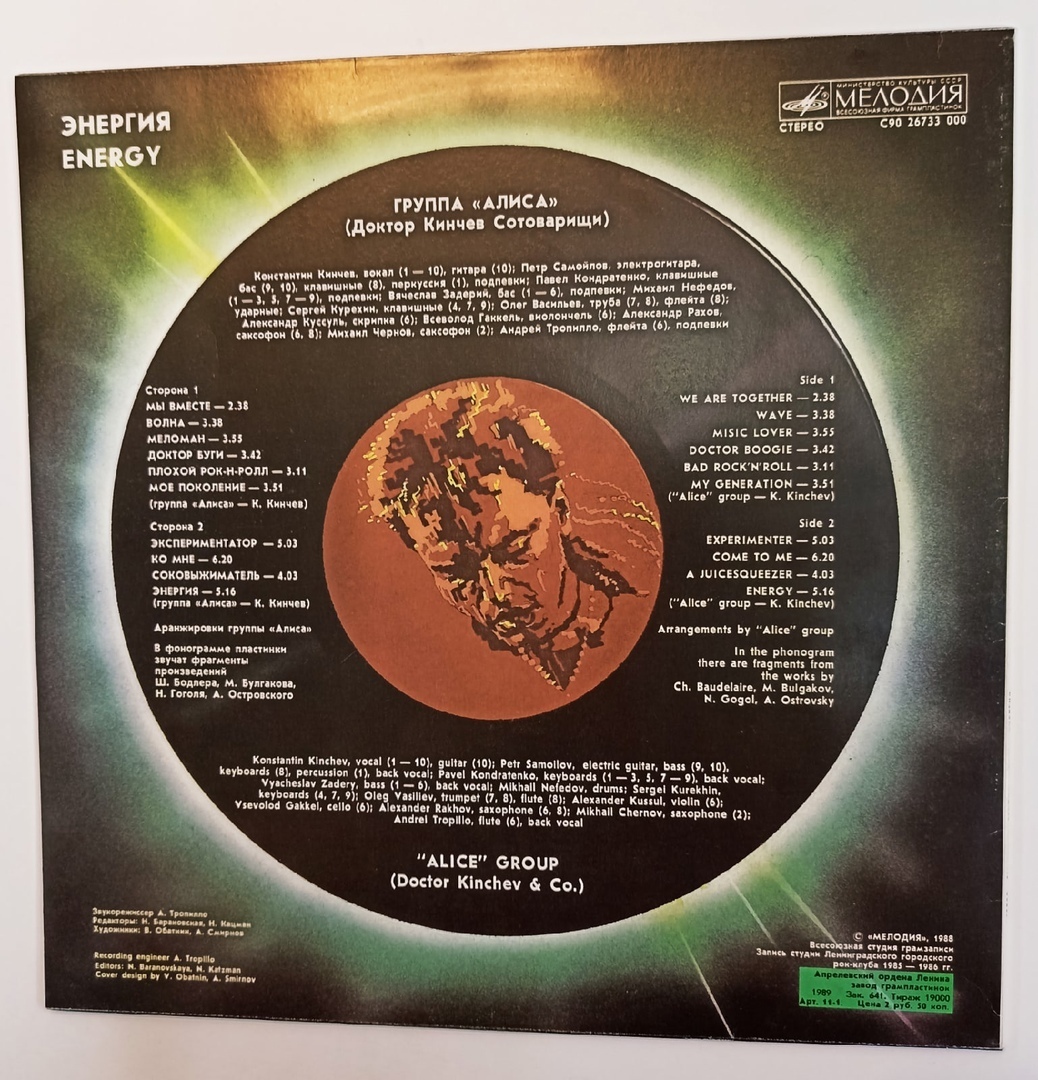 ЭНЕРГИЯ
ENERGY
МИНИСТЕРСТВО КУЛЬТУРЫ СССР
МЕЛОДИЯ
ВСЕСОЮЗНАЯ ФИРМА ГРАМПЛАСТИНОК
СТЕРЕО С90 26733 000
ГРУППА «АЛИСА»
(Доктор Кинчев Сотоварищи)
Константин Кинчев, вокал (1 — 10), гитара (10); Петр Самойлов, электрогитара,
бас (9, 10), клавишные (8), перкуссия (1), подпевки; Павел Кондратенко, клавишные
(1 — 3, 5, 7 — 9), подпевки; Вячеслав Задерий, бас (1 — 6), подпевки; Михаил Нефедов,
ударные; Сергей Курехин, клавишные (4, 7, 9); Олег Васильев, труба (7, 8), флейта (8);
Александр Куссуль, скрипка (6); Всеволод Гаккель, виолончель (6); Александр Рахов,
саксофон (6, 8); Михаил Чернов, саксофон (2); Андрей Тропилло, флейта (6), подпевки
Сторона 1
МЫ ВМЕСТЕ — 2.38
ВОЛНА — 3.38
МЕЛОМАН — 3.55
ДОКТОР БУГИ — 3.42
ПЛОХОЙ РОК-Н-РОЛЛ — 3.11
МОЕ ПОКОЛЕНИЕ — 3.51
(группа «Алиса» — К. Кинчев)
Сторона 2
ЭКСПЕРИМЕНТАТОР — 5.03
КО МНЕ — 6.20
СОКОВЫЖИМАТЕЛЬ — 4.03
ЭНЕРГИЯ — 5.16
(группа «Алиса» — К. Кинчев)
Аранжировки группы «Алиса»
В фонограмме пластинки
звучат фрагменты
произведений
Ш. Бодлера, М. Булгакова,
Н. Гоголя, А. Островского
Side 1
WE ARE TOGETHER — 2.38
WAVE — 3.38
MISIC LOVER — 3.55
DOCTOR BOOGIE — 3.42
BAD ROCK'N'ROLL — 3.11
MY GENERATION — 3.51
("Alice" group — K. Kinchev)
Side 2
EXPERIMENTER — 5.03
COME TO ME — 6.20
A JUICESQUEEZER — 4.03
ENERGY — 5.16
("Alice" group — K. Kinchev)
Arrangements by "Alice" group
In the phonogram
there are fragments from
the works by
Ch. Baudelaire, M. Bulgakov,
N. Gogol, A. Ostrovsky
Konstantin Kinchev, vocal (1 — 10), guitar (10); Petr Samoilov, electric guitar, bass (9, 10),
keyboards (8), percussion (1), back vocal; Pavel Kondratenko, keyboards (1 — 3, 5, 7 — 9), back vocal;
Vyacheslav Zadery, bass (1 — 6), back vocal; Mikhail Nefedov, drums; Sergei Kurekhin,
keyboards (4, 7, 9); Oleg Vasiliev, trumpet (7, 8), flute (8); Alexander Kussul, violin (6);
Vsevolod Gakkel, cello (6); Alexander Rakhov, saxophone (6, 8); Mikhail Chernov, saxophone (2);
Andrei Tropillo, flute (6), back vocal
"ALICE" GROUP
(Doctor Kinchev & Co.)
Звукорежиссер А. Тропилло
Редакторы: Н. Барановская, Н. Кацман
Художники: В. Обатнин, А. Смирнов
Recording engineer A. Tropillo
Editors: N. Baranovskaya, N. Katzman
Cover design by V. Obatnin, A. Smirnov
© «МЕЛОДИЯ», 1988
Всесоюзная студия грамзаписи
Запись студии Ленинградского городского
рок-клуба 1985 — 1986 гг.
Апрелевский ордена Ленина
завод грампластинок
1989 Зак. 641. Тираж 19000
Арт. 11-1 Цена 2 руб. 50 коп.